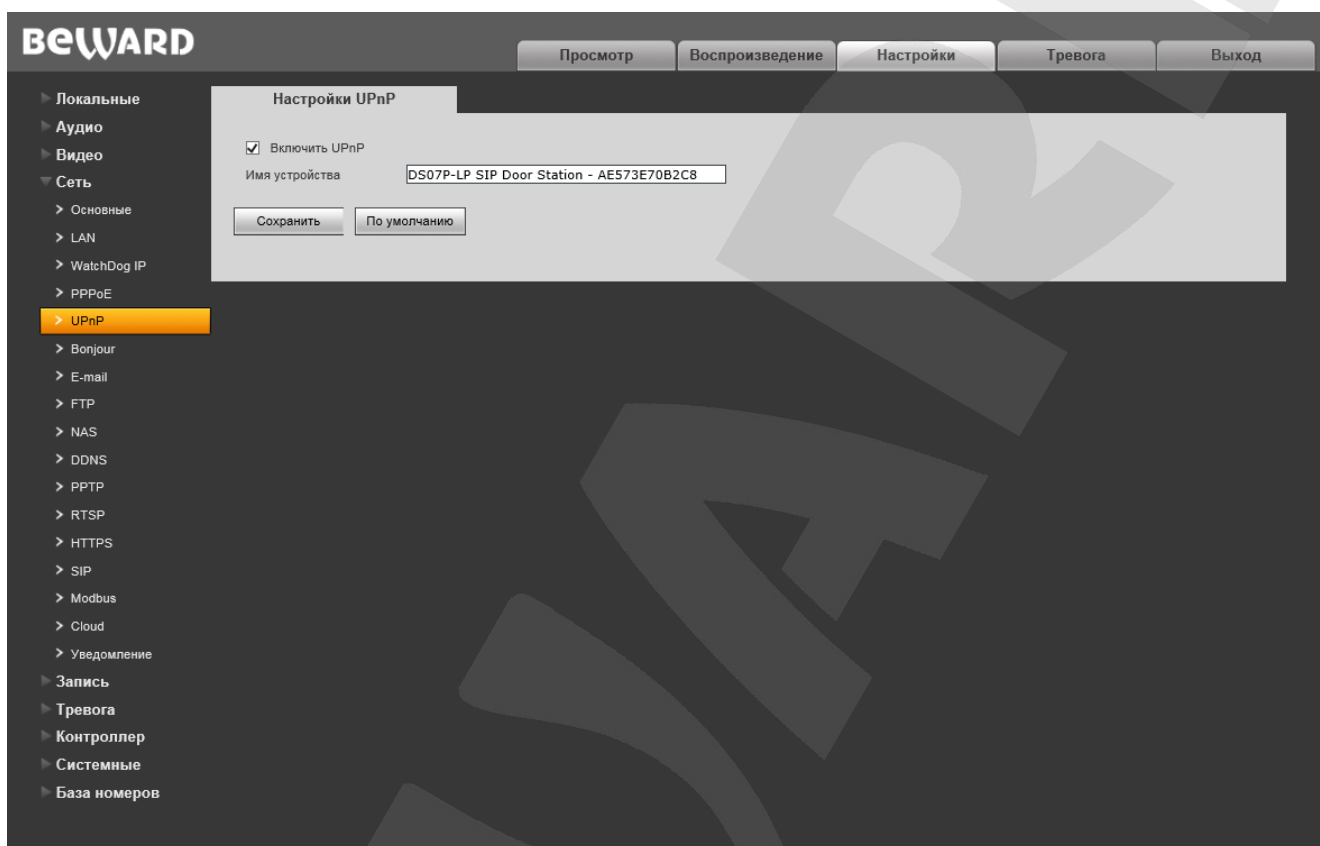 BEWARD
Просмотр
Воспроизведение
Настройки
Тревога
Выход
Локальные
Аудио
Видео
Сеть
Основные
LAN
WatchDog IP
PPPoE
UPnP
Bonjour
E-mail
FTP
NAS
DDNS
PPTP
RTSP
HTTPS
SIP
Modbus
Cloud
Уведомление
Запись
Тревога
Контроллер
Системные
База номеров
Настройки UPnP
Включить UPnP
Имя устройства DS07P-LP SIP Door Station - AE573E70B2C8
Сохранить По умолчанию